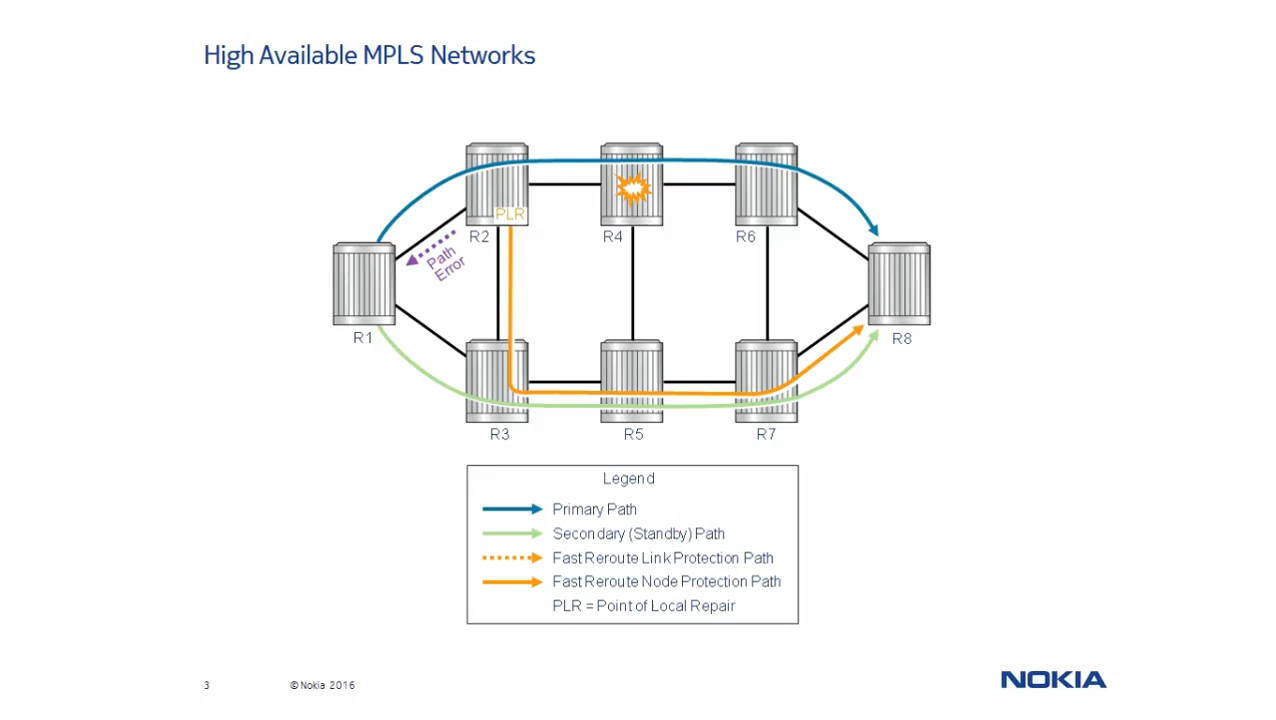 High Available MPLS Networks
PLR
R2
R4
R6
Path
Error
R1
R8
R3
R5
R7
Legend
Primary Path
Secondary (Standby) Path
Fast Reroute Link Protection Path
Fast Reroute Node Protection Path
PLR = Point of Local Repair
3
© Nokia 2016
NOKIA